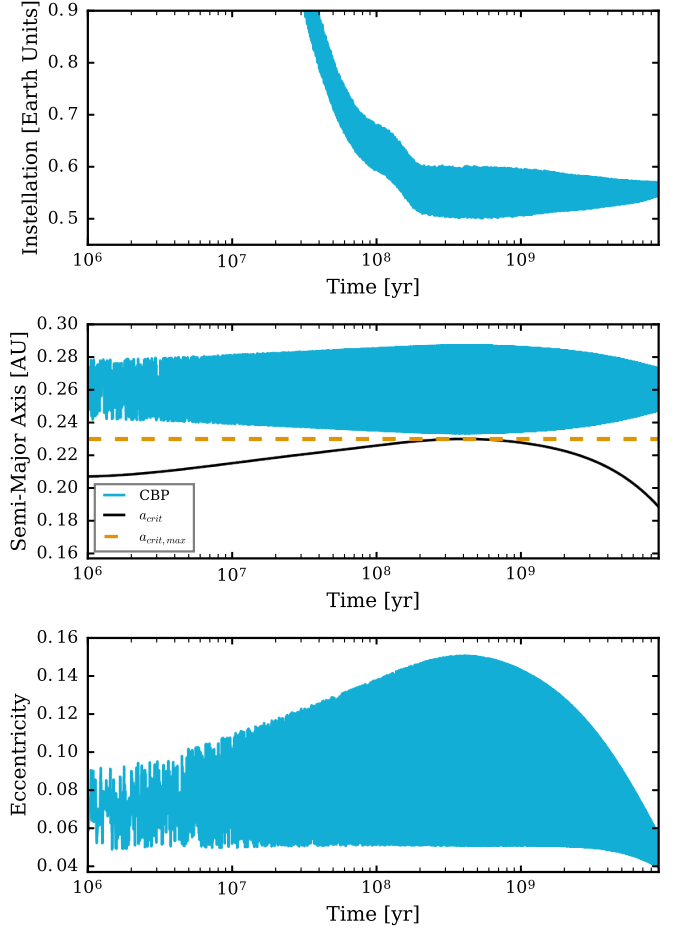 Instellation [Earth Units]
0.9
0.8
0.7
0.6
0.5
10^6 10^7 10^8 10^9
Time [yr]
Semi-Major Axis [AU]
0.30
0.28
0.26
0.24
0.22
0.20
0.18
0.16
CBP
a_{crit}
a_{crit, max}
10^6 10^7 10^8 10^9
Time [yr]
Eccentricity
0.16
0.14
0.12
0.10
0.08
0.06
0.04
10^6 10^7 10^8 10^9
Time [yr]